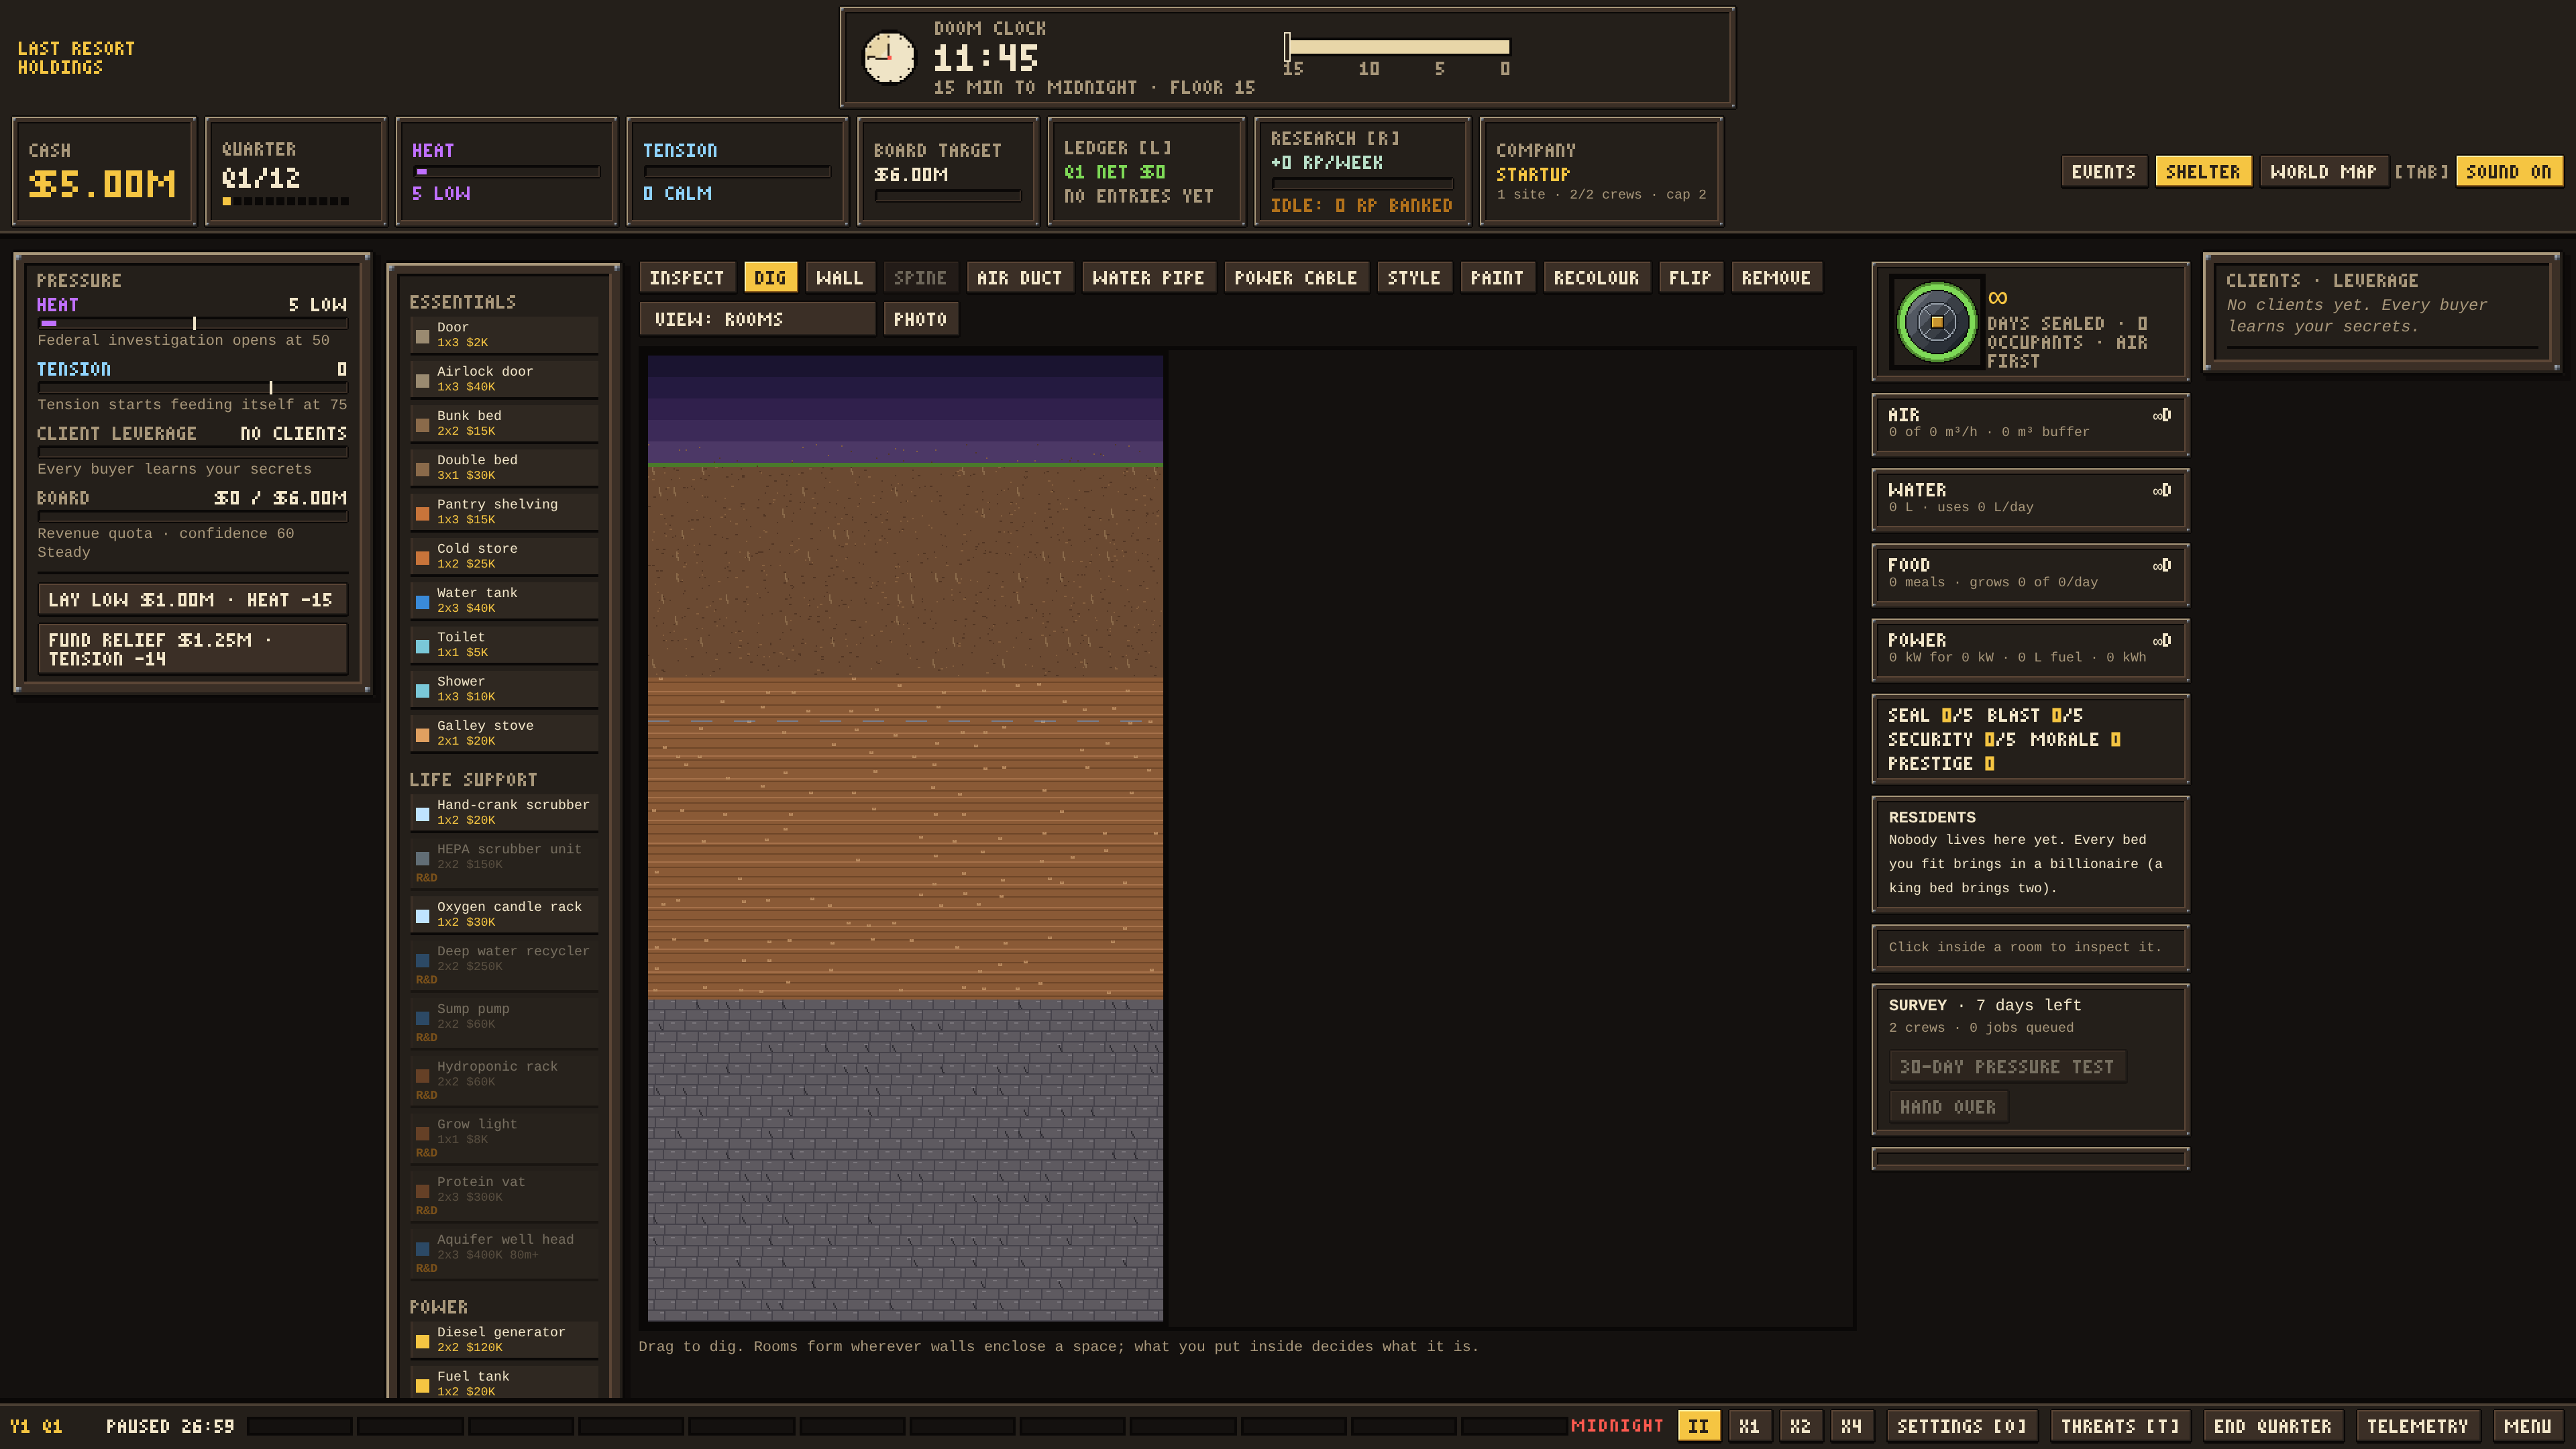 LAST RESORT
HOLDINGS
DOOM CLOCK
11:45
15 MIN TO MIDNIGHT · FLOOR 15
15 10 5 0
CASH
$5.00M
QUARTER
Q1/12
HEAT
5 LOW
TENSION
0 CALM
BOARD TARGET
$6.00M
LEDGER [L]
Q1 NET $0
NO ENTRIES YET
RESEARCH [R]
+0 RP/WEEK
IDLE: 0 RP BANKED
COMPANY
STARTUP
1 site · 2/2 crews · cap 2
EVENTS
SHELTER
WORLD MAP
[TAB]
SOUND ON
PRESSURE
HEAT 5 LOW
Federal investigation opens at 50
TENSION 0
Tension starts feeding itself at 75
CLIENT LEVERAGE NO CLIENTS
Every buyer learns your secrets
BOARD $0 / $6.00M
Revenue quota · confidence 60
Steady
LAY LOW $1.00M · HEAT -15
FUND RELIEF $1.25M ·
TENSION -14
ESSENTIALS
Door
1x3 $2K
Airlock door
1x3 $40K
Bunk bed
2x2 $15K
Double bed
3x1 $30K
Pantry shelving
1x3 $15K
Cold store
1x2 $25K
Water tank
2x3 $40K
Toilet
1x1 $5K
Shower
1x3 $10K
Galley stove
2x1 $20K
LIFE SUPPORT
Hand-crank scrubber
1x2 $20K
HEPA scrubber unit
2x2 $150K
R&D
Oxygen candle rack
1x2 $30K
Deep water recycler
2x2 $250K
R&D
Sump pump
2x2 $60K
R&D
Hydroponic rack
2x2 $60K
R&D
Grow light
1x1 $8K
R&D
Protein vat
2x3 $300K
R&D
Aquifer well head
2x3 $400K 80m+
R&D
POWER
Diesel generator
2x2 $120K
Fuel tank
1x2 $20K
INSPECT
DIG
WALL
SPINE
AIR DUCT
WATER PIPE
POWER CABLE
STYLE
PAINT
RECOLOUR
FLIP
REMOVE
VIEW: ROOMS
PHOTO
Drag to dig. Rooms form wherever walls enclose a space; what you put inside decides what it is.
∞
DAYS SEALED · 0
OCCUPANTS · AIR
FIRST
AIR ∞D
0 of 0 m³/h · 0 m³ buffer
WATER ∞D
0 L · uses 0 L/day
FOOD ∞D
0 meals · grows 0 of 0/day
POWER ∞D
0 kW for 0 kW · 0 L fuel · 0 kWh
SEAL 0/5 BLAST 0/5
SECURITY 0/5 MORALE 0
PRESTIGE 0
RESIDENTS
Nobody lives here yet. Every bed
you fit brings in a billionaire (a
king bed brings two).
Click inside a room to inspect it.
SURVEY · 7 days left
2 crews · 0 jobs queued
30-DAY PRESSURE TEST
HAND OVER
CLIENTS · LEVERAGE
No clients yet. Every buyer
learns your secrets.
Y1 Q1
PAUSED 26:59
MIDNIGHT
II
X1
X2
X4
SETTINGS [O]
THREATS [T]
END QUARTER
TELEMETRY
MENU